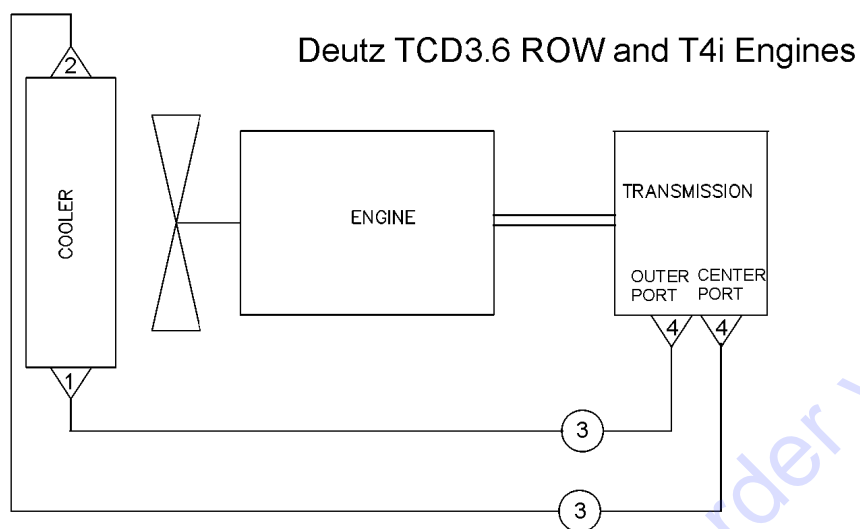 Deutz TCD3.6 ROW and T4i Engines
2
COOLER
ENGINE
TRANSMISSION
OUTER PORT
CENTER PORT
4
4
1
3
3